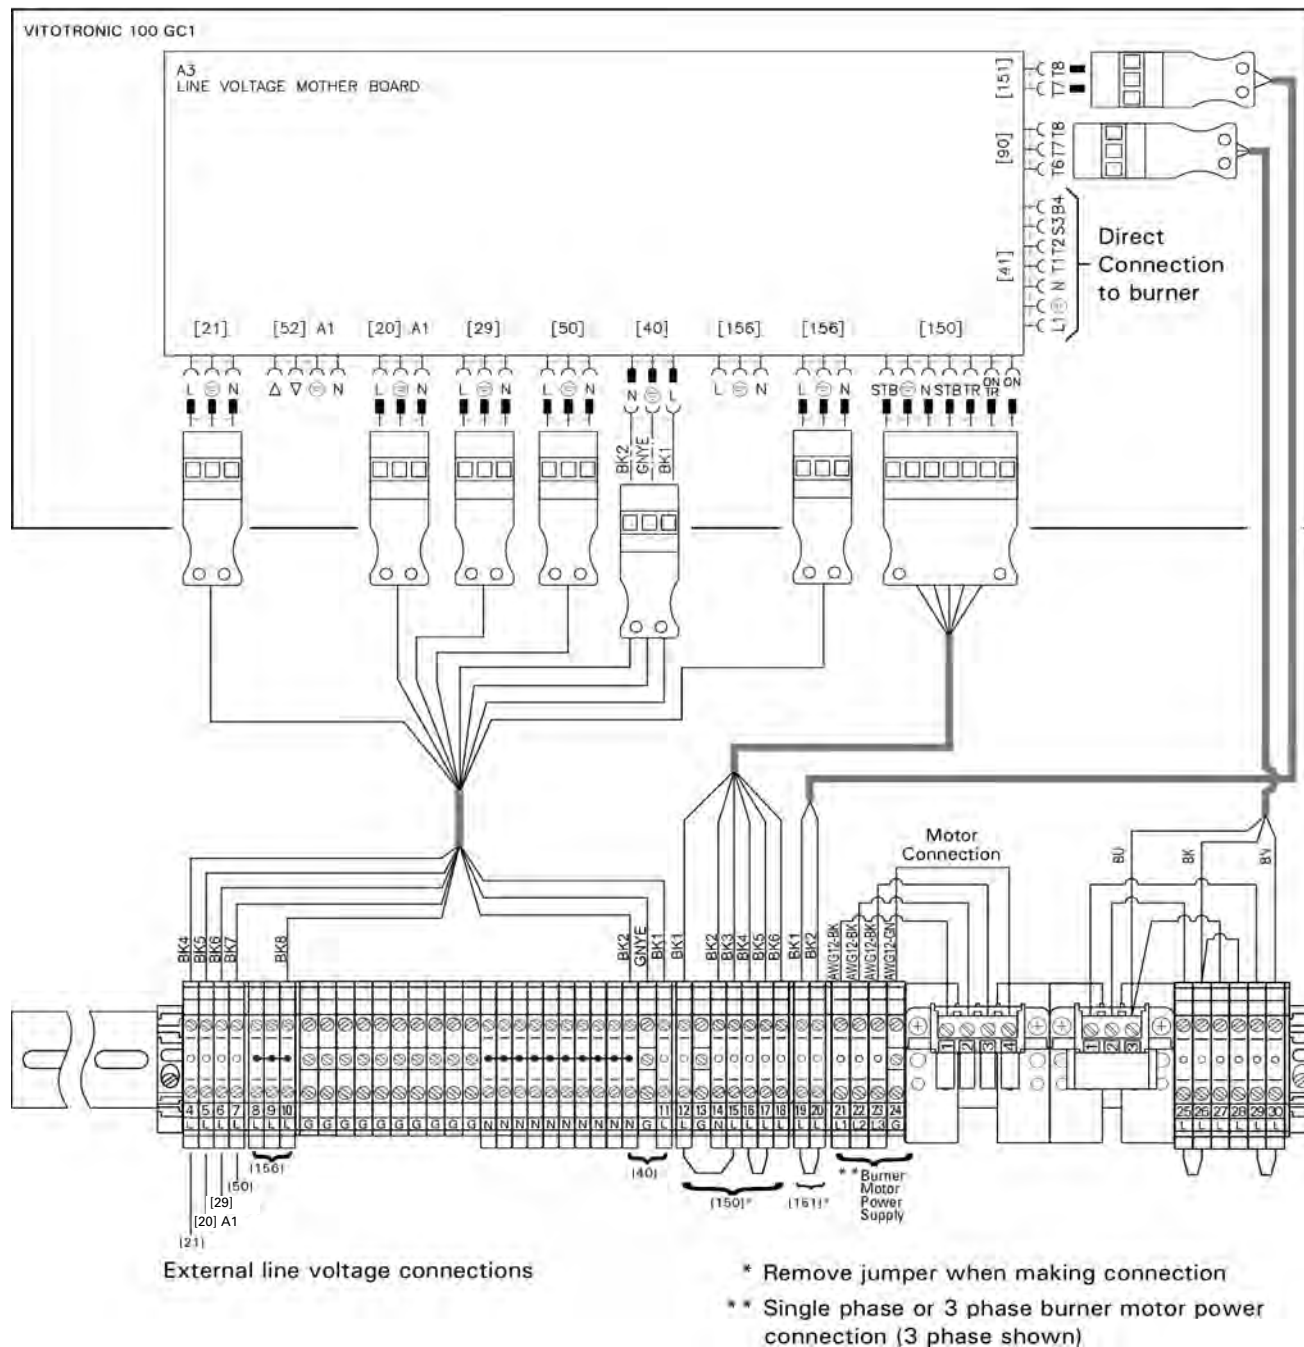 VITOTRONIC 100 GC1
A3
LINE VOLTAGE MOTHER BOARD
[151]
T7 T8
[90]
T6 T7 T8
[41]
L1 N T1 T2 S3 B4
Direct
Connection
to burner
[21] [52] A1 [20] A1 [29] [50] [40] [156] [156] [150]
L N △ ▽ N L N L N L N N L L N L N STB N STB TR ON TR ON
BK2 GNYE BK1
Motor
Connection
BU BK BN
BK4 BK5 BK6 BK7 BK8 BK2 GNYE BK1 BK1 BK2 BK3 BK4 BK5 BK6 BK1 BK2 AWG12-BK AWG12-BK AWG12-BK AWG12-GN
1 2 3 4 1 2 3
4 5 6 7 8 9 10 11 12 13 14 15 16 17 18 19 20 21 22 23 24 25 26 27 28 29 30
L L L L L L L G G G G G G G G G G N N N N N N N N N N G L L G N L L L L L L L1 L2 L3 G L L L L L L
(156) (40)
(50)
[29]
[20] A1
(21)
(150)* (161)*
**Burner
Motor
Power
Supply
External line voltage connections
* Remove jumper when making connection
** Single phase or 3 phase burner motor power
connection (3 phase shown)